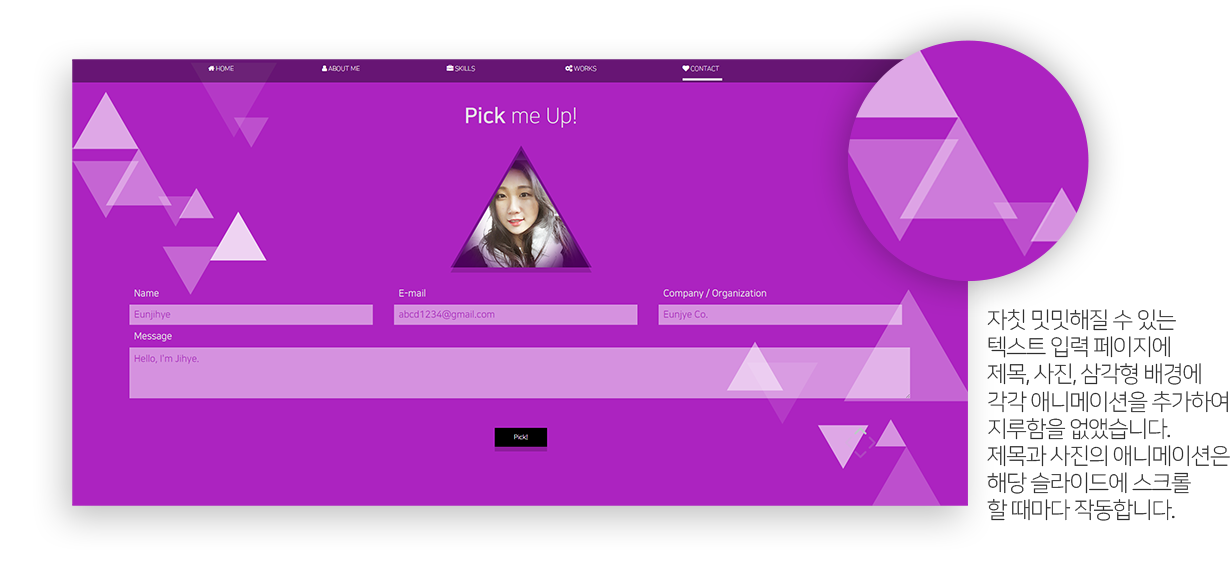 HOME ABOUT ME SKILLS WORKS CONTACT
Pick me Up!
Name E-mail Company / Organization
Eunjihye abcd1234@gmail.com Eunjye Co.
Message
Hello, I'm Jihye.
Pick!
자칫 밋밋해질 수 있는
텍스트 입력 페이지에
제목, 사진, 삼각형 배경에
각각 애니메이션을 추가하여
지루함을 없앴습니다.
제목과 사진의 애니메이션은
해당 슬라이드에 스크롤
할 때마다 작동합니다.